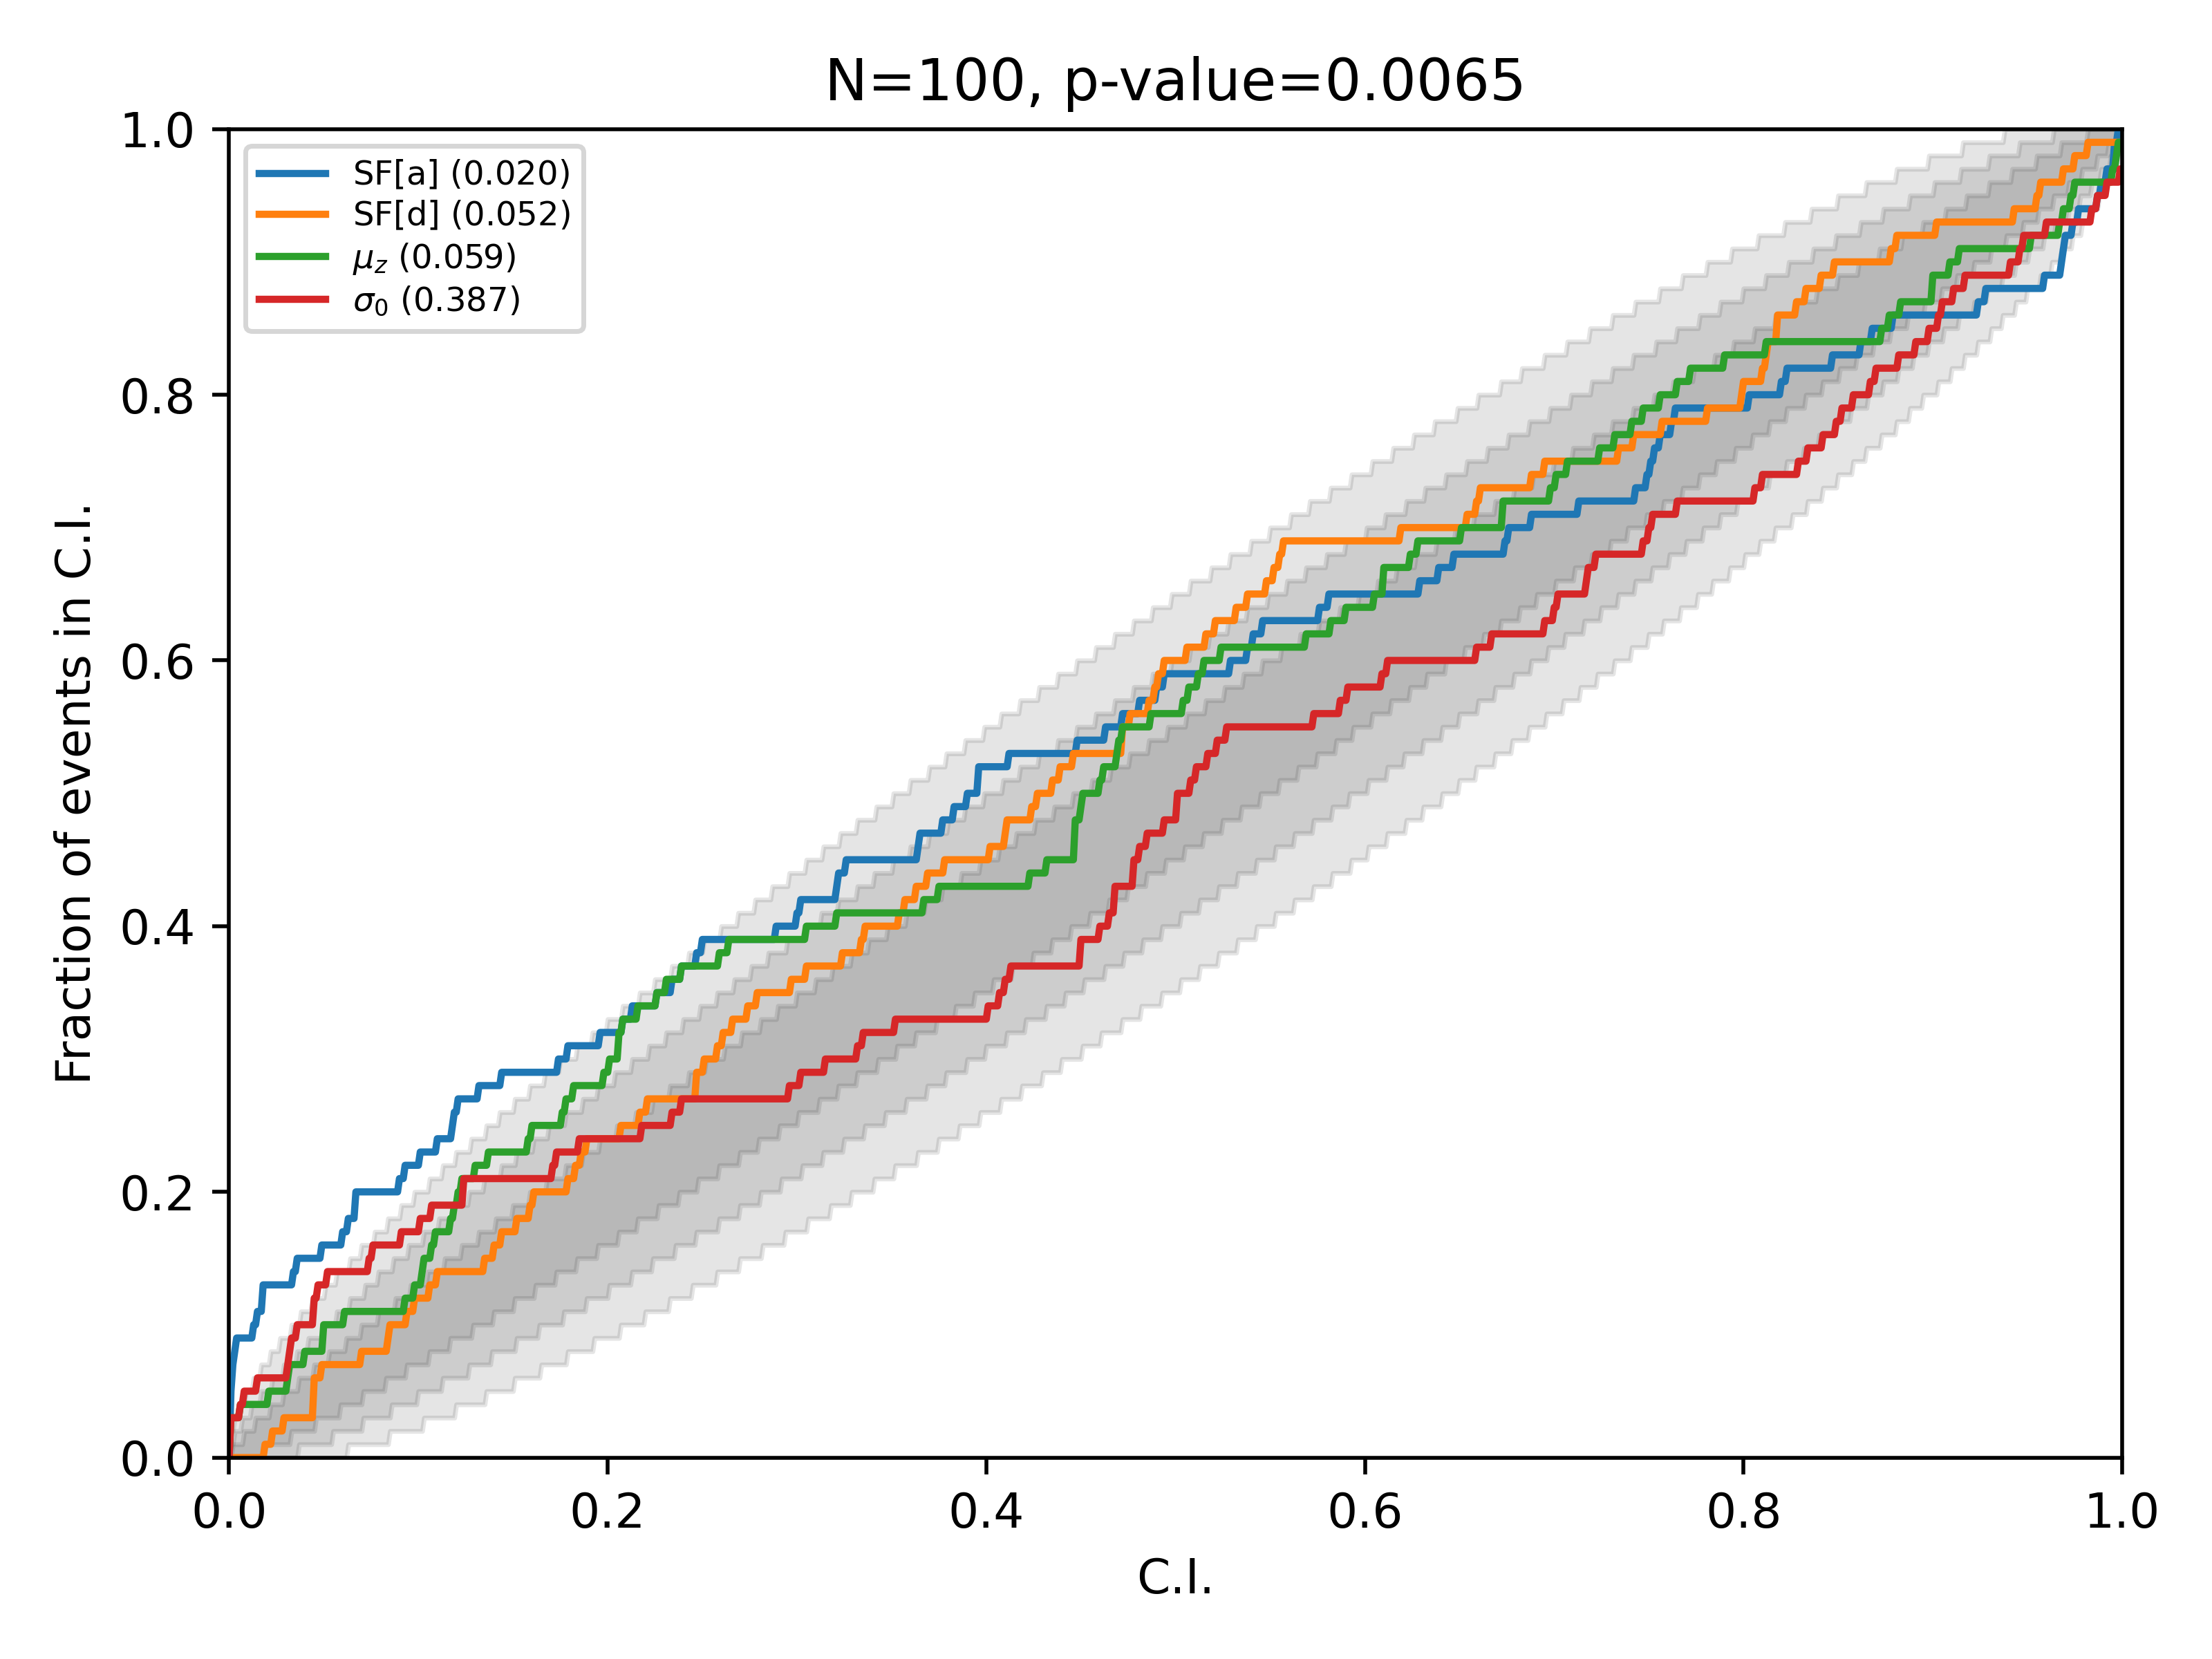 N=100, p-value=0.0065
1.0
0.8
0.6
0.4
0.2
0.0
Fraction of events in C.I.
SF[a] (0.020)
SF[d] (0.052)
μz (0.059)
σ0 (0.387)
0.0 0.2 0.4 0.6 0.8 1.0
C.I.